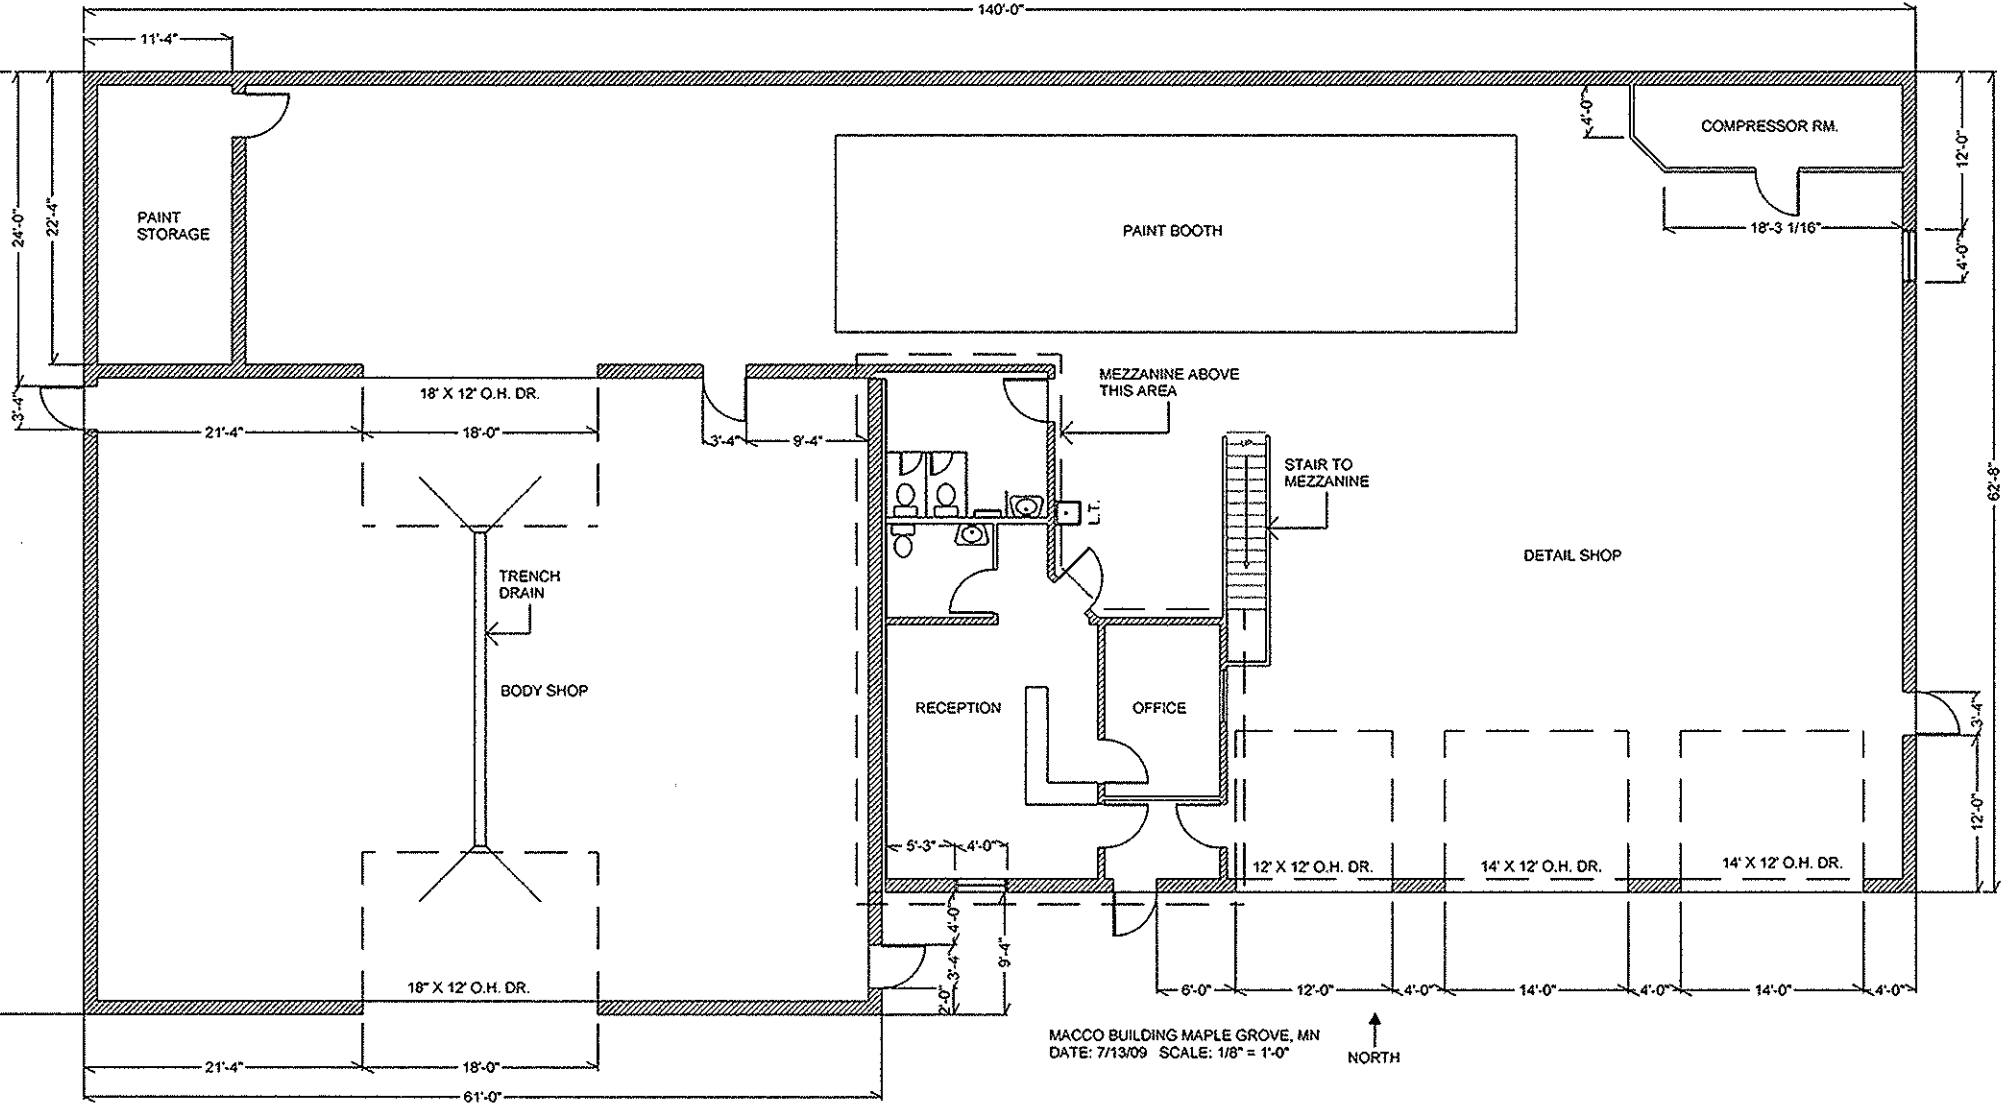 140'-0"
11'-4"
4'-0"
COMPRESSOR RM.
12'-0"
24'-0"
22'-4"
PAINT
STORAGE
PAINT BOOTH
18'-3 1/16"
4'-0"
3'-4"
18' X 12' O.H. DR.
21'-4"
18'-0"
3'-4"
9'-4"
MEZZANINE ABOVE
THIS AREA
UP
STAIR TO
MEZZANINE
62'-8"
L.T.
DETAIL SHOP
TRENCH
DRAIN
BODY SHOP
RECEPTION
OFFICE
3'-4"
12'-0"
5'-3"
4'-0"
12' X 12' O.H. DR.
14' X 12' O.H. DR.
14' X 12' O.H. DR.
4'-0"
3'-4"
2'-0"
9'-4"
18" X 12' O.H. DR.
6'-0"
12'-0"
4'-0"
14'-0"
4'-0"
14'-0"
4'-0"
MACCO BUILDING MAPLE GROVE, MN
DATE: 7/13/09 SCALE: 1/8" = 1'-0"
NORTH
21'-4"
18'-0"
61'-0"